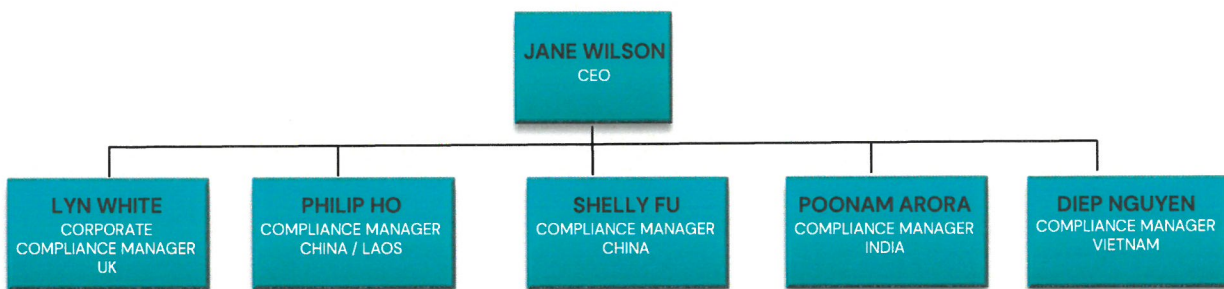 JANE WILSON
CEO
LYN WHITE
CORPORATE
COMPLIANCE MANAGER
UK
PHILIP HO
COMPLIANCE MANAGER
CHINA / LAOS
SHELLY FU
COMPLIANCE MANAGER
CHINA
POONAM ARORA
COMPLIANCE MANAGER
INDIA
DIEP NGUYEN
COMPLIANCE MANAGER
VIETNAM